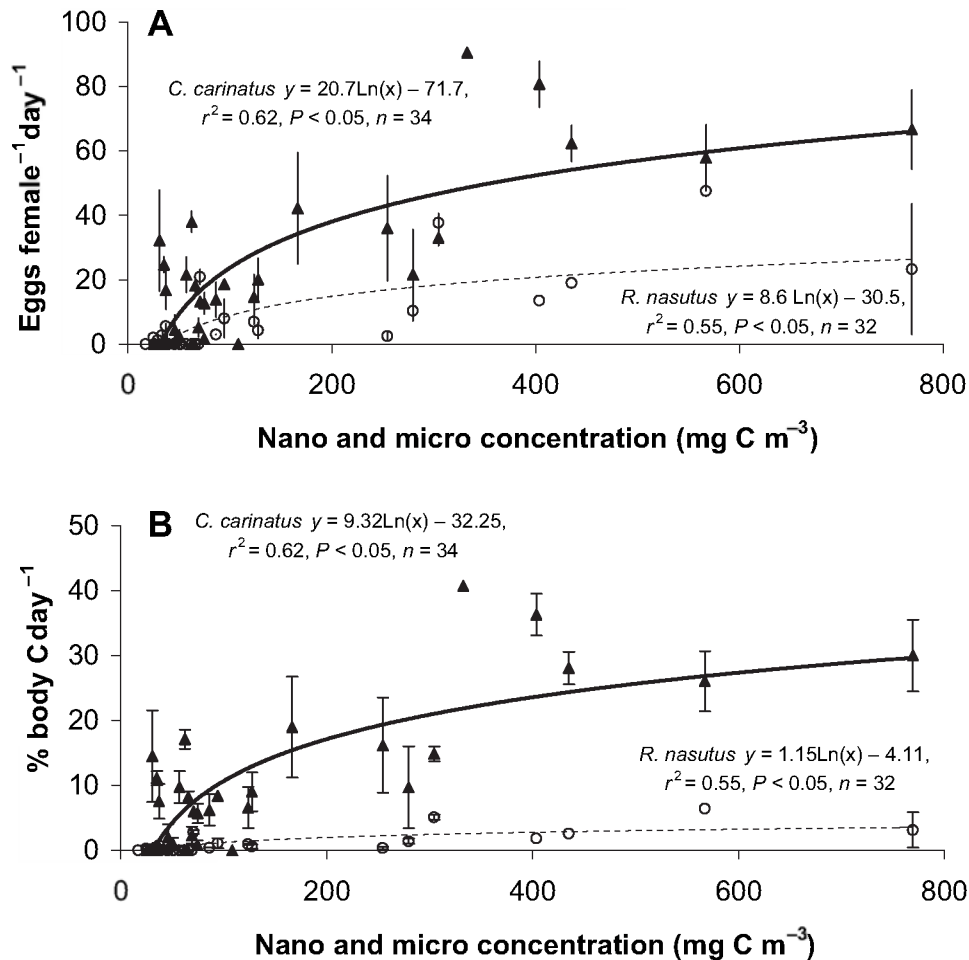 A
Eggs female⁻¹day⁻¹
100
80
60
40
20
0
C. carinatus y = 20.7Ln(x) – 71.7,
r² = 0.62, P < 0.05, n = 34
R. nasutus y = 8.6 Ln(x) – 30.5,
r² = 0.55, P < 0.05, n = 32
0 200 400 600 800
Nano and micro concentration (mg C m⁻³)
B
% body C day⁻¹
50
40
30
20
10
0
C. carinatus y = 9.32Ln(x) – 32.25,
r² = 0.62, P < 0.05, n = 34
R. nasutus y = 1.15Ln(x) – 4.11,
r² = 0.55, P < 0.05, n = 32
0 200 400 600 800
Nano and micro concentration (mg C m⁻³)